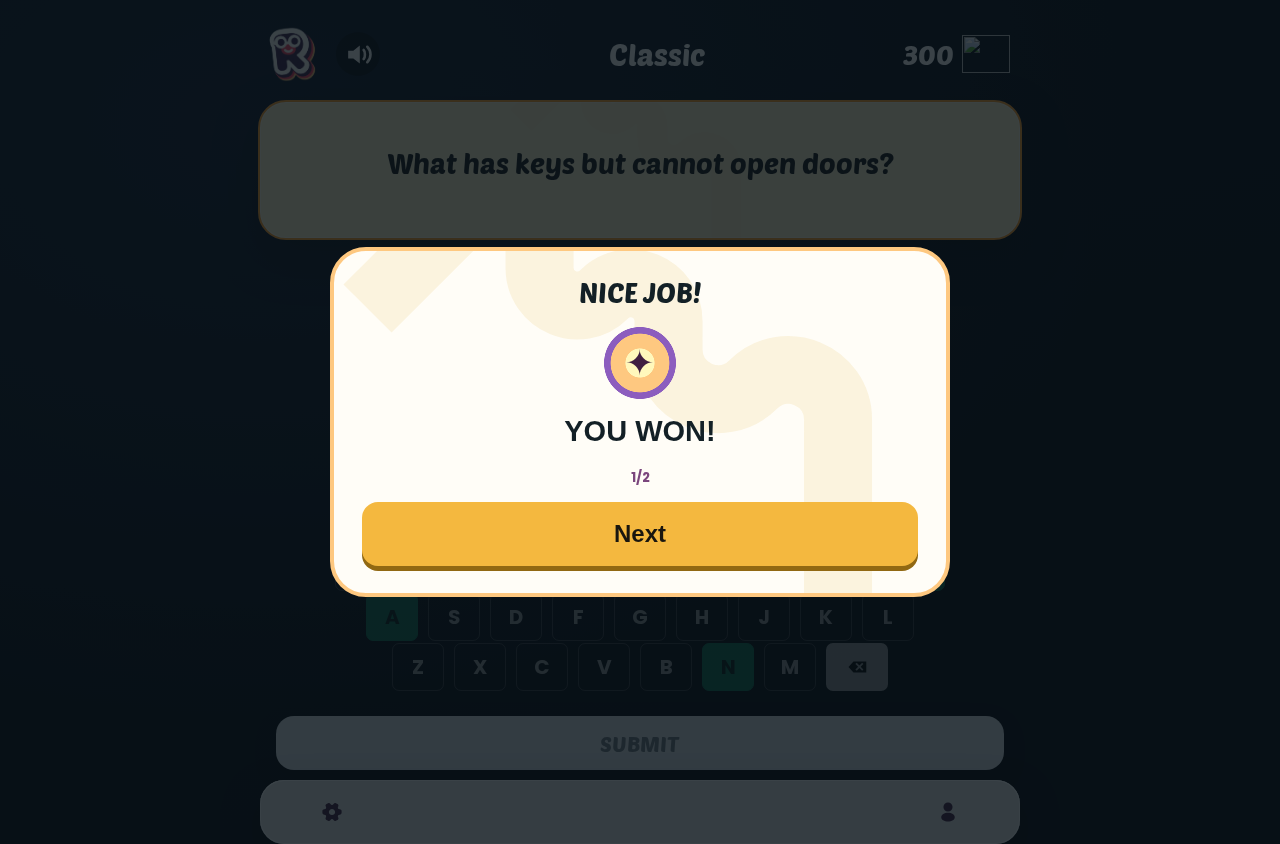 R
Classic
300
What has keys but cannot open doors?
NICE JOB!
YOU WON!
1/2
Next
A S D F G H J K L
Z X C V B N M
SUBMIT